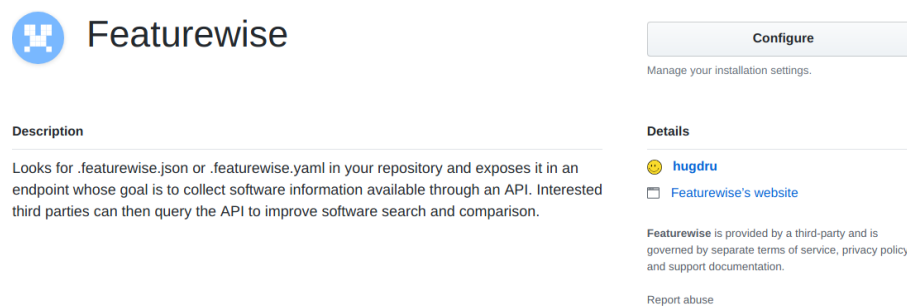 Featurewise
Configure
Manage your installation settings.
Description
Details
Looks for .featurewise.json or .featurewise.yaml in your repository and exposes it in an
endpoint whose goal is to collect software information available through an API. Interested
third parties can then query the API to improve software search and comparison.
hugdru
Featurewise's website
Featurewise is provided by a third-party and is
governed by separate terms of service, privacy policy
and support documentation.
Report abuse